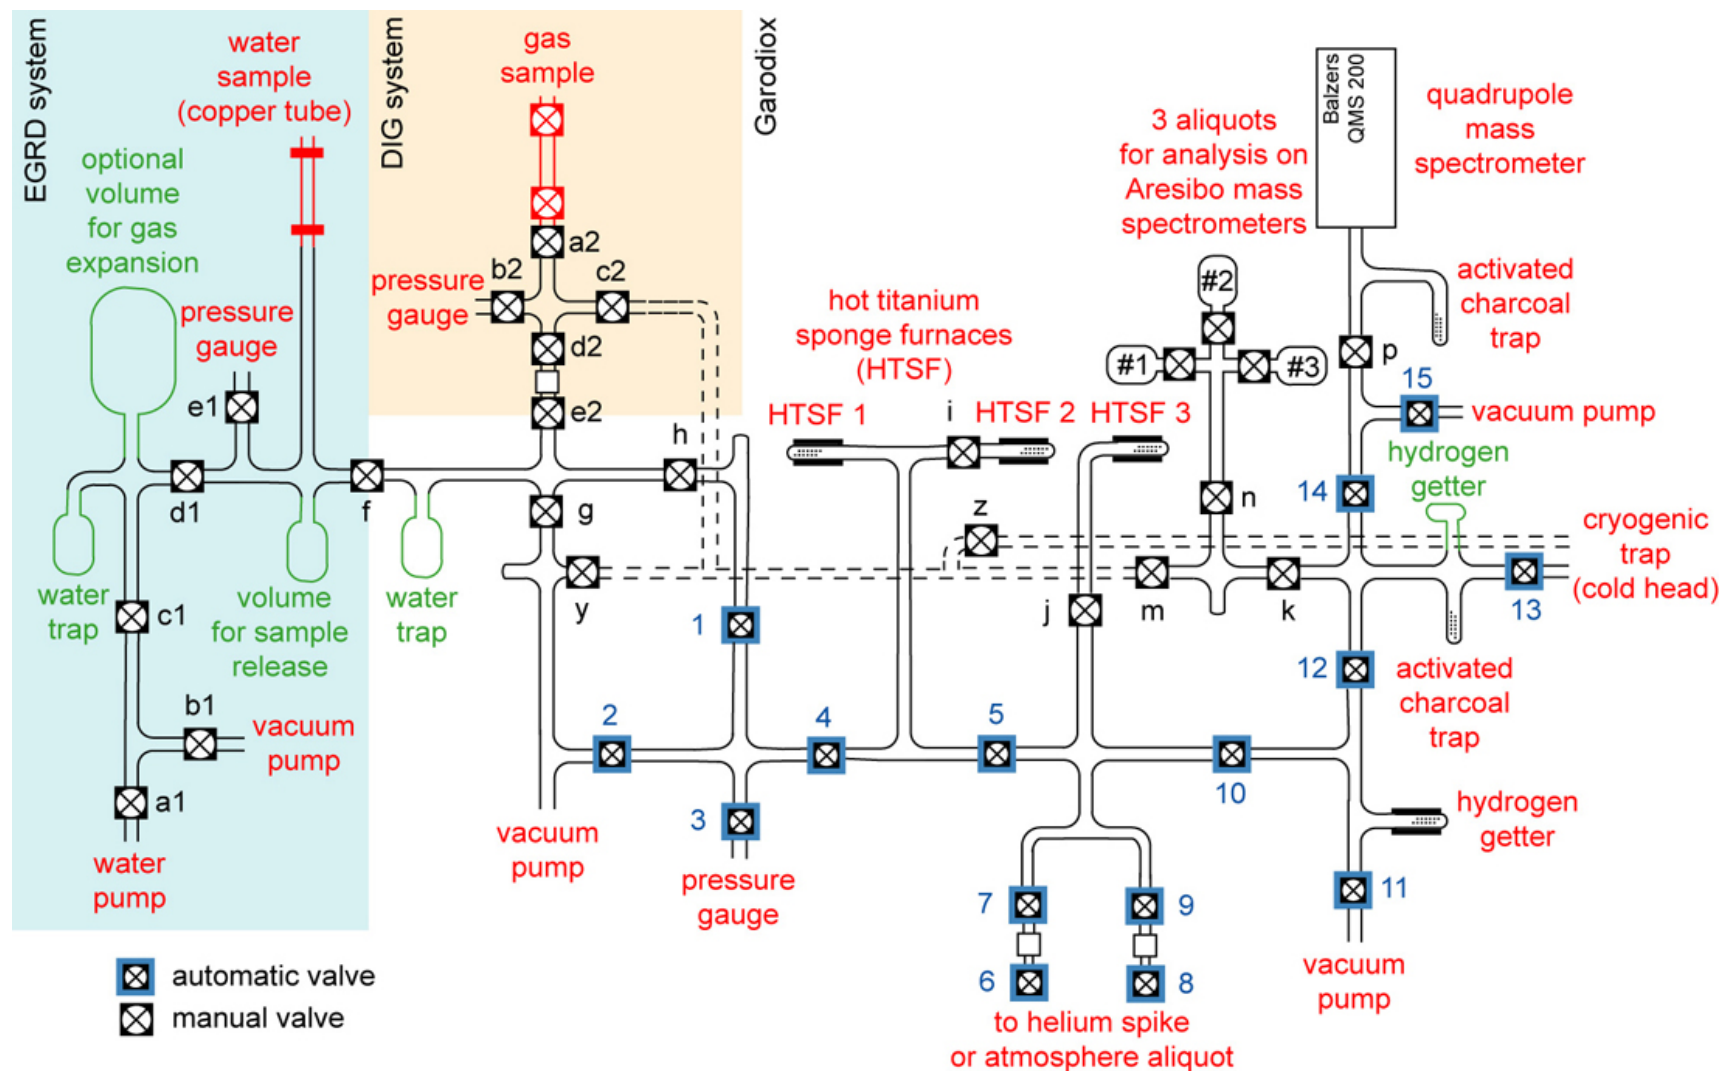 EGRD system
DIG system
Garodiox
water
sample
(copper tube)
optional
volume
for gas
expansion
pressure
gauge
e1
d1
f
water
trap
c1
volume
for sample
release
water
trap
b1
vacuum
pump
a1
water
pump
gas
sample
a2
b2
c2
pressure
gauge
d2
e2
h
g
y
1
2
3
4
5
vacuum
pump
pressure
gauge
hot titanium
sponge furnaces
(HTSF)
HTSF 1
i
HTSF 2
HTSF 3
z
j
m
k
n
3 aliquots
for analysis on
Aresibo mass
spectrometers
#2
#1
#3
Balzers
QMS 200
quadrupole
mass
spectrometer
activated
charcoal
trap
p
15
vacuum pump
hydrogen
getter
14
cryogenic
trap
(cold head)
13
12
activated
charcoal
trap
10
hydrogen
getter
11
vacuum
pump
7
9
6
8
to helium spike
or atmosphere aliquot
automatic valve
manual valve